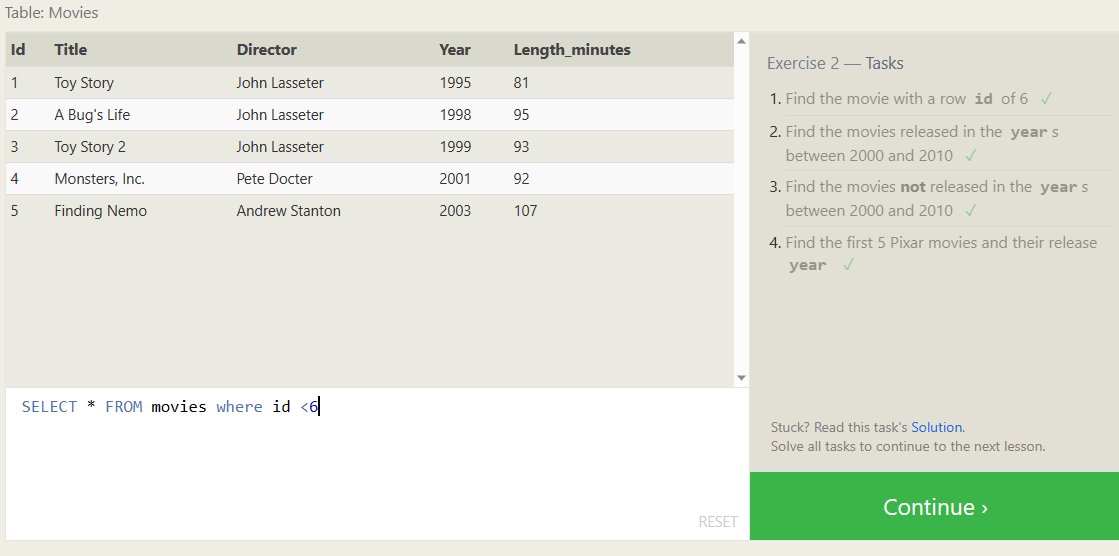 Table: Movies
Id Title Director Year Length_minutes
1 Toy Story John Lasseter 1995 81
2 A Bug's Life John Lasseter 1998 95
3 Toy Story 2 John Lasseter 1999 93
4 Monsters, Inc. Pete Docter 2001 92
5 Finding Nemo Andrew Stanton 2003 107
SELECT * FROM movies where id <6
RESET
Exercise 2 — Tasks
1. Find the movie with a row id of 6 ✓
2. Find the movies released in the year s
between 2000 and 2010 ✓
3. Find the movies not released in the year s
between 2000 and 2010 ✓
4. Find the first 5 Pixar movies and their release
year ✓
Stuck? Read this task's Solution.
Solve all tasks to continue to the next lesson.
Continue ›